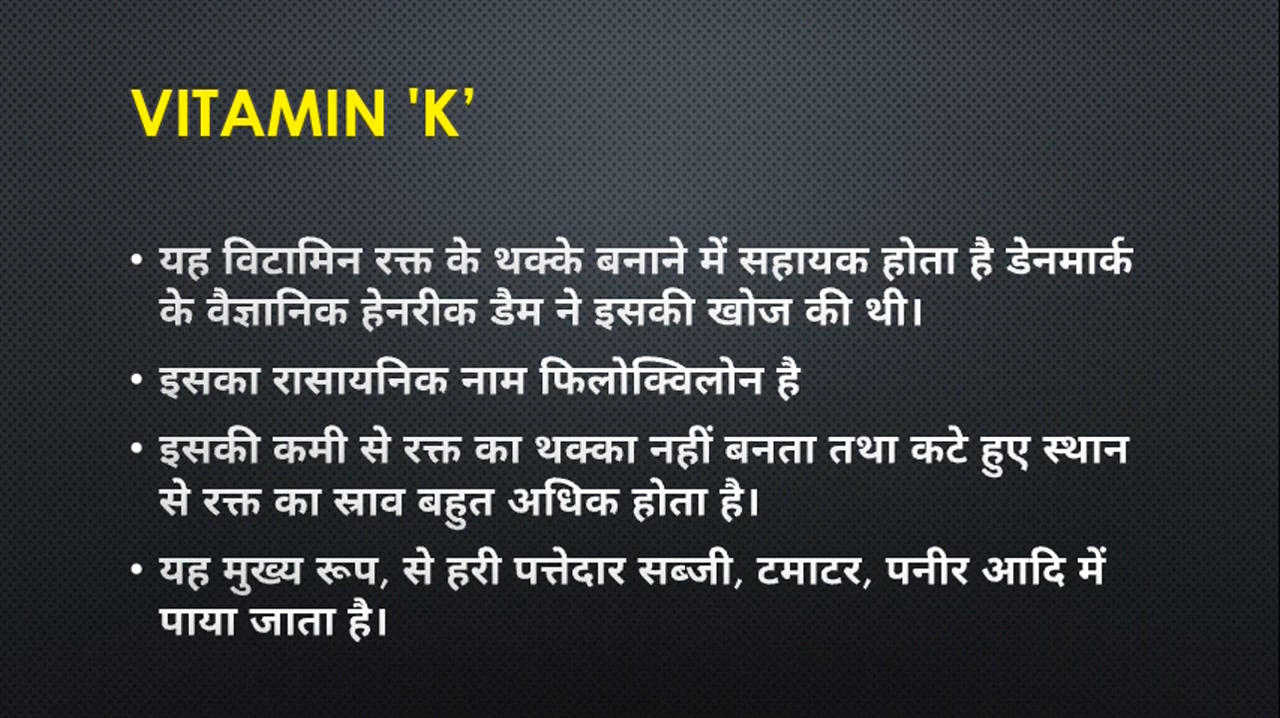 VITAMIN 'K’
• यह विटामिन रक्त के थक्के बनाने में सहायक होता है डेनमार्क
के वैज्ञानिक हेनरीक डैम ने इसकी खोज की थी।
• इसका रासायनिक नाम फिलोक्विलोन है
• इसकी कमी से रक्त का थक्का नहीं बनता तथा कटे हुए स्थान
से रक्त का स्राव बहुत अधिक होता है।
• यह मुख्य रूप, से हरी पत्तेदार सब्जी, टमाटर, पनीर आदि में
पाया जाता है।